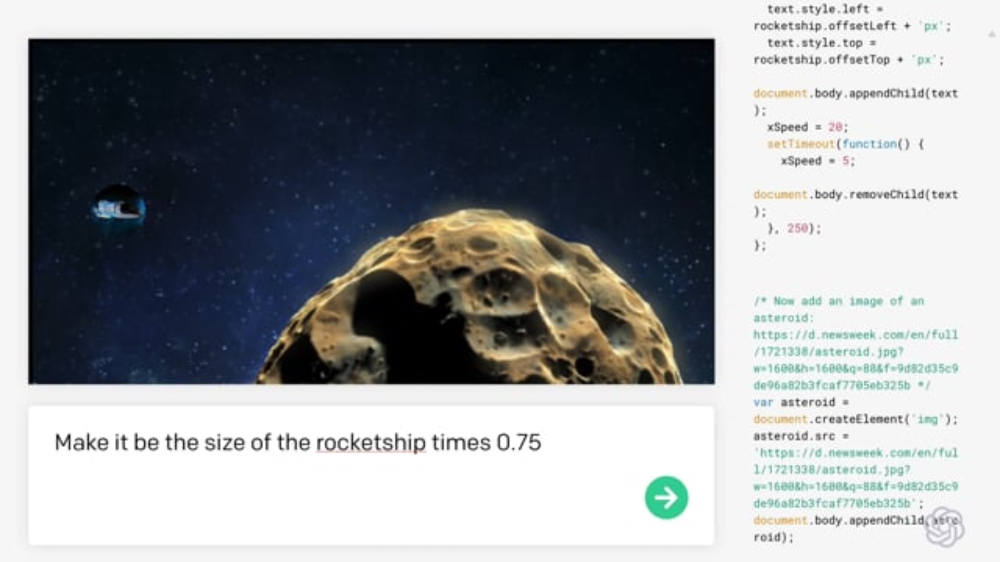 text.style.left =
rocketship.offsetLeft + 'px';
text.style.top =
rocketship.offsetTop + 'px';
document.body.appendChild(text
);
xSpeed = 20;
setTimeout(function() {
xSpeed = 5;
document.body.removeChild(text
);
}, 250);
};
/* Now add an image of an
asteroid:
https://d.newsweek.com/en/full
/1721338/asteroid.jpg?
w=1600&h=1600&q=88&f=9d82d35c9
de96a82b3fcaf7705eb325b */
var asteroid =
document.createElement('img');
asteroid.src =
'https://d.newsweek.com/en/ful
l/1721338/asteroid.jpg?
w=1600&h=1600&q=88&f=9d82d35c9
de96a82b3fcaf7705eb325b';
document.body.appendChild(aste
roid);
Make it be the size of the rocketship times 0.75